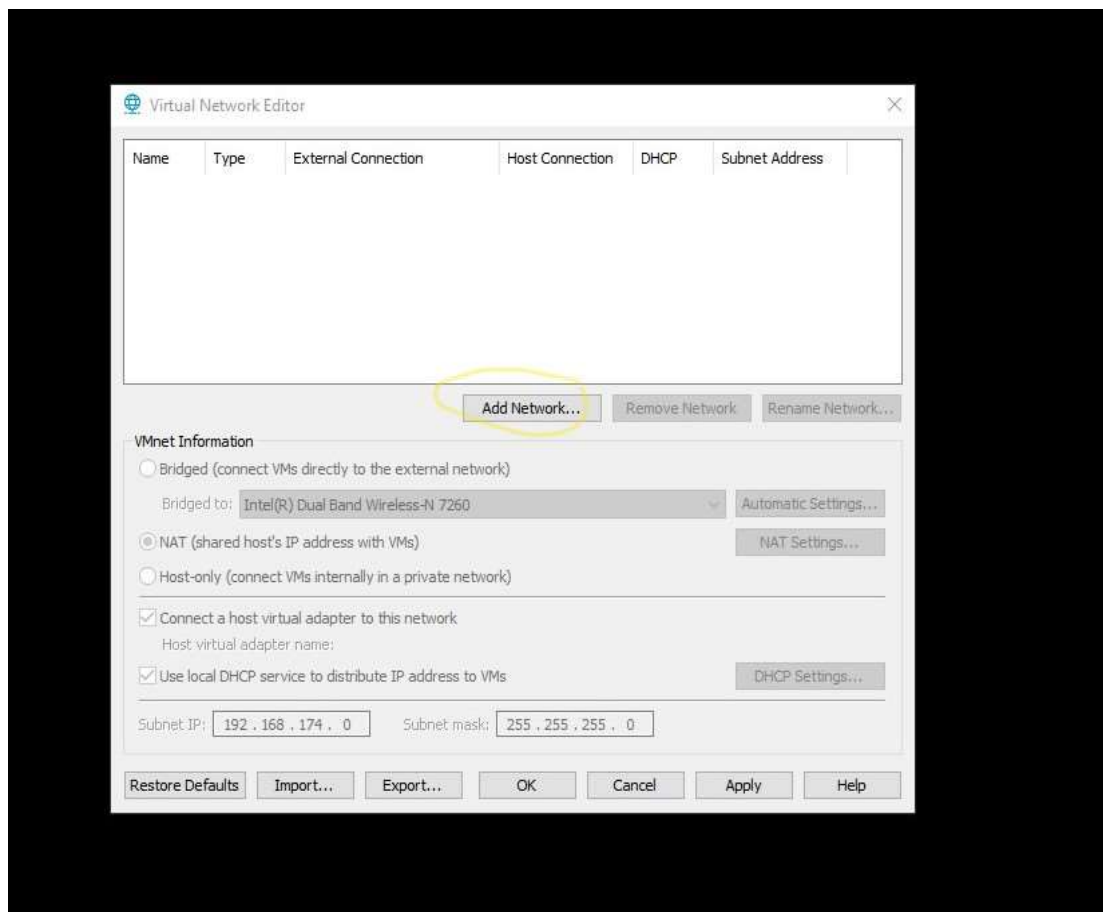 Virtual Network Editor
Name Type External Connection Host Connection DHCP Subnet Address
Add Network... Remove Network Rename Network...
VMnet Information
Bridged (connect VMs directly to the external network)
Bridged to: Intel(R) Dual Band Wireless-N 7260 Automatic Settings...
NAT (shared host's IP address with VMs) NAT Settings...
Host-only (connect VMs internally in a private network)
Connect a host virtual adapter to this network
Host virtual adapter name:
Use local DHCP service to distribute IP address to VMs DHCP Settings...
Subnet IP: 192 . 168 . 174 . 0 Subnet mask: 255 . 255 . 255 . 0
Restore Defaults Import... Export... OK Cancel Apply Help